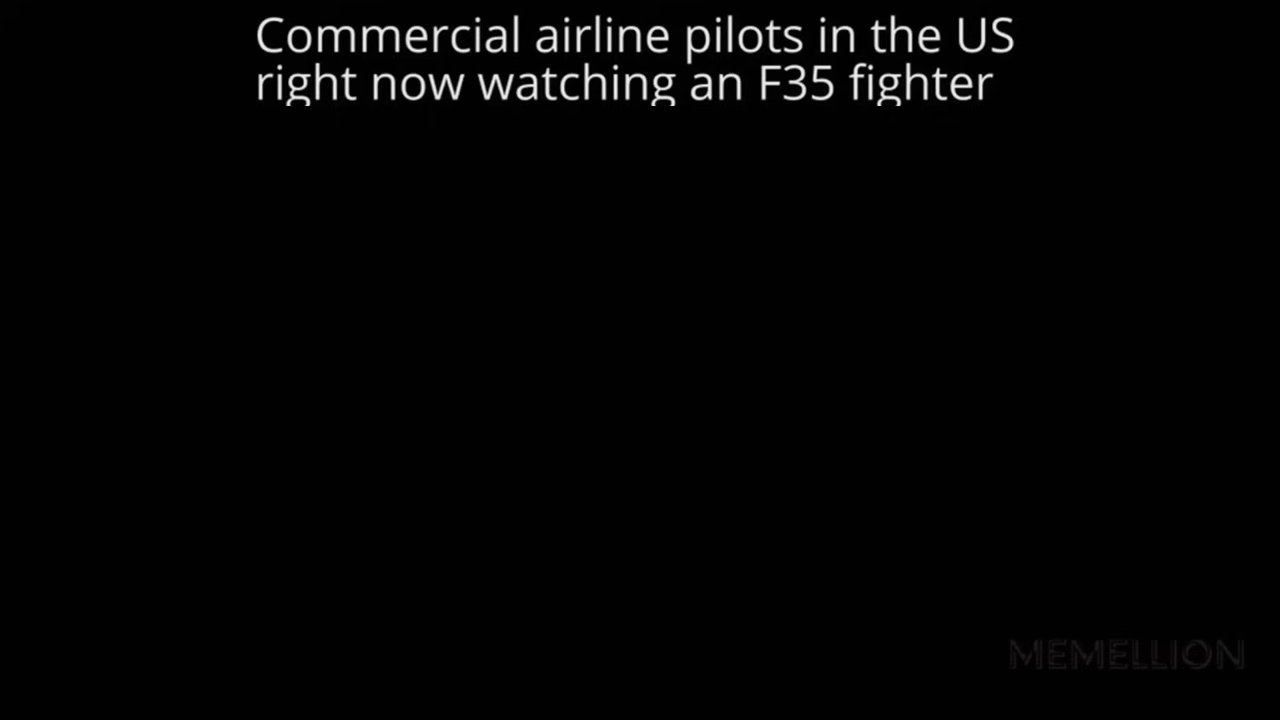 Commercial airline pilots in the US
right now watching an F35 fighter
MEMELLION